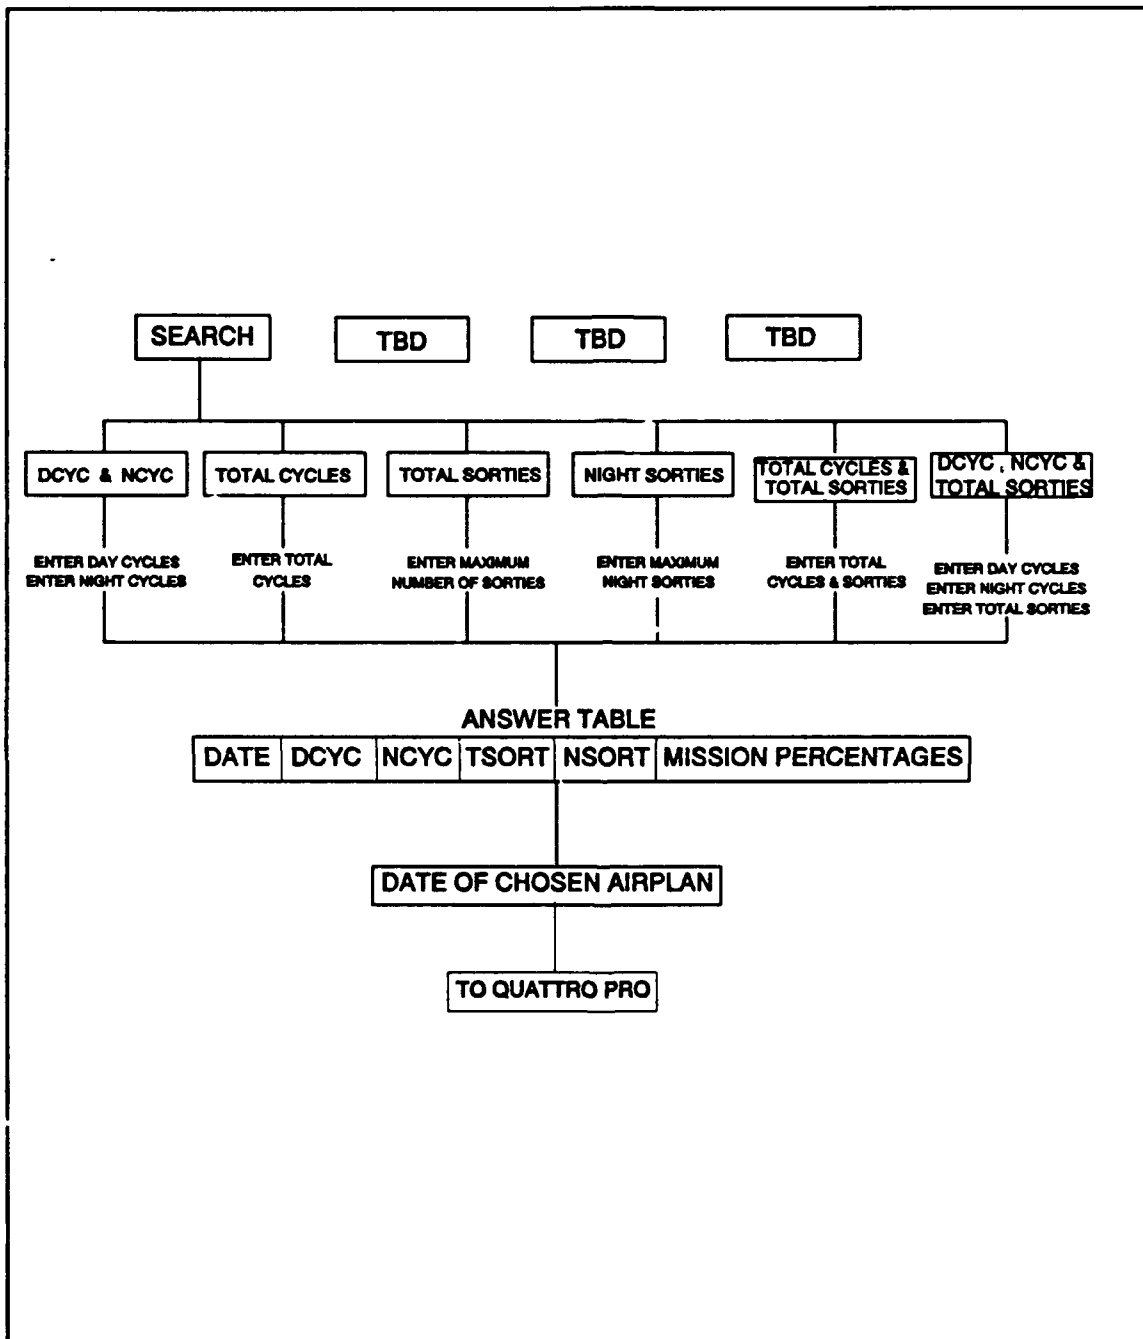 SEARCH
TBD
TBD
TBD
DCYC & NCYC
TOTAL CYCLES
TOTAL SORTIES
NIGHT SORTIES
TOTAL CYCLES &
TOTAL SORTIES
DCYC , NCYC &
TOTAL SORTIES
ENTER DAY CYCLES
ENTER NIGHT CYCLES
ENTER TOTAL
CYCLES
ENTER MAXIMUM
NUMBER OF SORTIES
ENTER MAXIMUM
NIGHT SORTIES
ENTER TOTAL
CYCLES & SORTIES
ENTER DAY CYCLES
ENTER NIGHT CYCLES
ENTER TOTAL SORTIES
ANSWER TABLE
DATE DCYC NCYC TSORT NSORT MISSION PERCENTAGES
DATE OF CHOSEN AIRPLAN
TO QUATTRO PRO